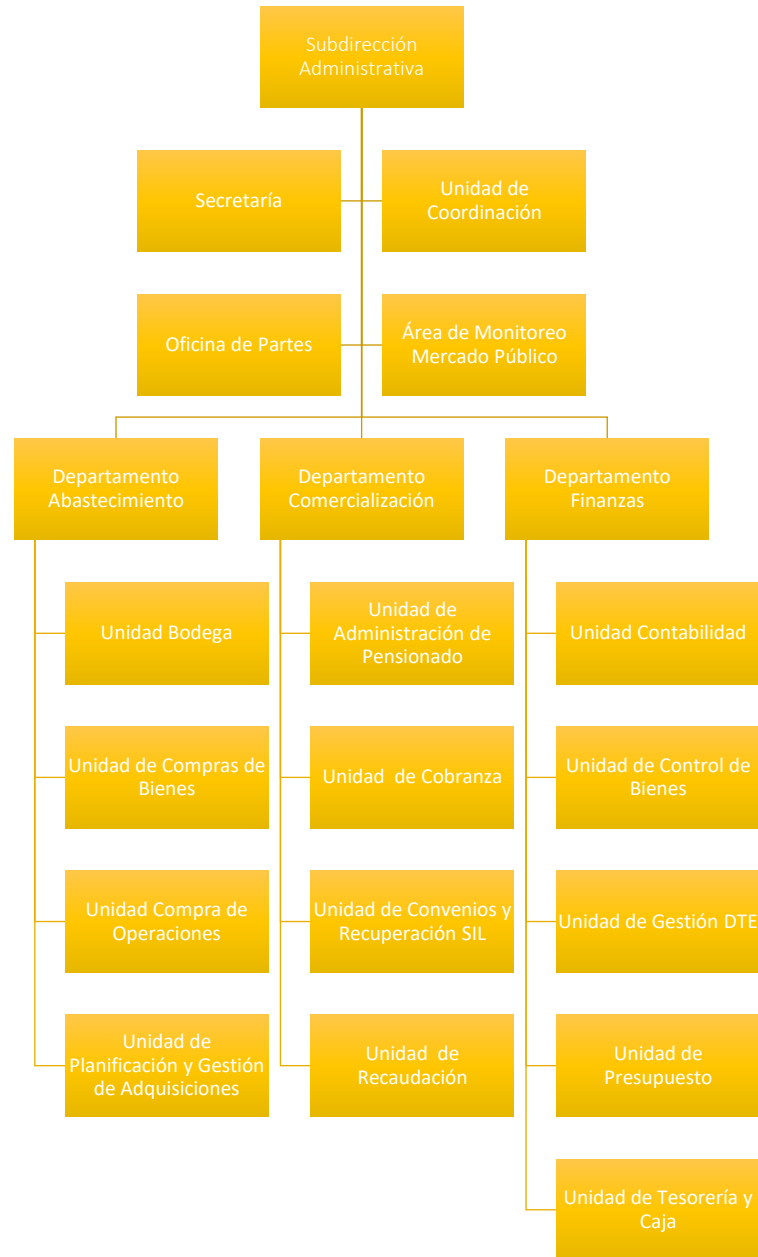 Subdirección
Administrativa
Secretaría
Unidad de
Coordinación
Oficina de Partes
Área de Monitoreo
Mercado Público
Departamento
Abastecimiento
Departamento
Comercialización
Departamento
Finanzas
Unidad Bodega
Unidad de
Administración de
Pensionado
Unidad Contabilidad
Unidad de Compras de
Bienes
Unidad  de Cobranza
Unidad de Control de
Bienes
Unidad Compra de
Operaciones
Unidad de Convenios y
Recuperación SIL
Unidad de Gestión DTE
Unidad de
Planificación y Gestión
de Adquisiciones
Unidad  de
Recaudación
Unidad de
Presupuesto
Unidad de Tesorería y
Caja